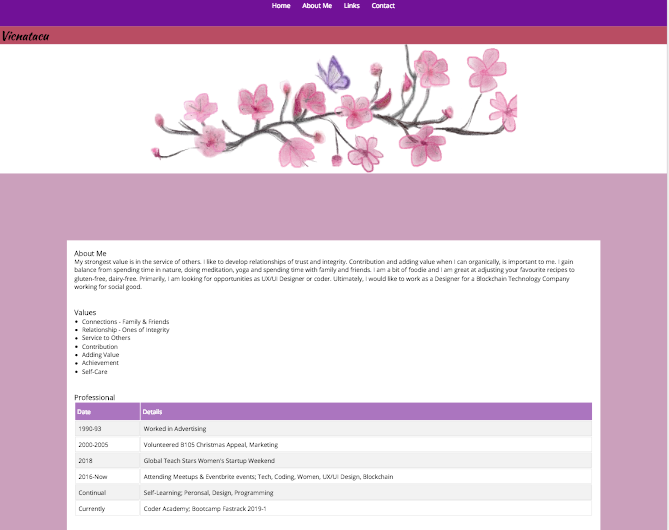 Home About Me Links Contact
Vicnatacu
About Me
My strongest value is in the service of others. I like to develop relationships of trust and integrity. Contribution and adding value when I can organically, is important to me. I gain
balance from spending time in nature, doing meditation, yoga and spending time with family and friends. I am a bit of foodie and I am great at adjusting your favourite recipes to
gluten-free, dairy-free. Primarily, I am looking for opportunities as UX/UI Designer or coder. Ultimately, I would like to work as a Designer for a Blockchain Technology Company
working for social good.
Values
• Connections - Family & Friends
• Relationship - Ones of Integrity
• Service to Others
• Contribution
• Adding Value
• Achievement
• Self-Care
Professional
Date Details
1990-93 Worked in Advertising
2000-2005 Volunteered B105 Christmas Appeal, Marketing
2018 Global Teach Stars Women's Startup Weekend
2016-Now Attending Meetups & Eventbrite events; Tech, Coding, Women, UX/UI Design, Blockchain
Continual Self-Learning; Peronsal, Design, Programming
Currently Coder Academy; Bootcamp Fastrack 2019-1